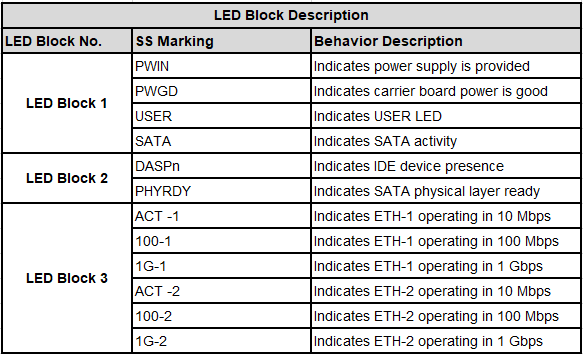 LED Block Description
LED Block No. SS Marking Behavior Description
LED Block 1
PWIN Indicates power supply is provided
PWGD Indicates carrier board power is good
USER Indicates USER LED
SATA Indicates SATA activity
LED Block 2
DASPn Indicates IDE device presence
PHYRDY Indicates SATA physical layer ready
LED Block 3
ACT -1 Indicates ETH-1 operating in 10 Mbps
100-1 Indicates ETH-1 operating in 100 Mbps
1G-1 Indicates ETH-1 operating in 1 Gbps
ACT -2 Indicates ETH-2 operating in 10 Mbps
100-2 Indicates ETH-2 operating in 100 Mbps
1G-2 Indicates ETH-2 operating in 1 Gbps